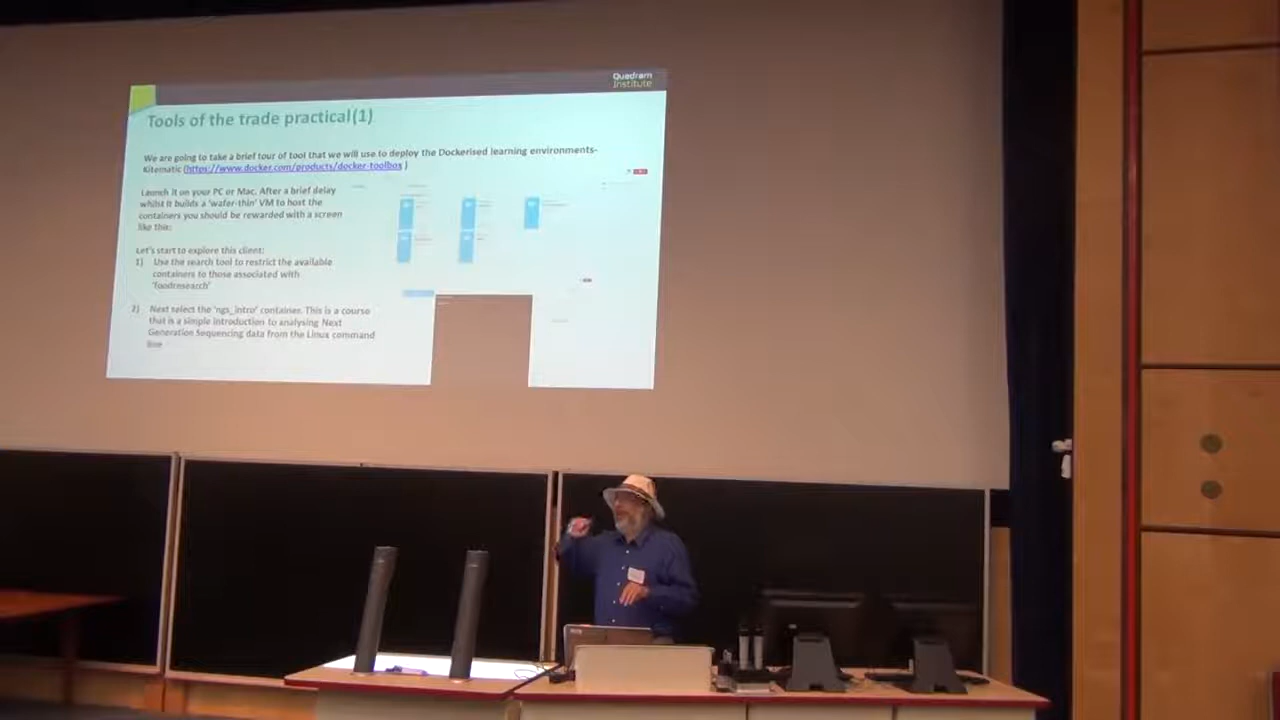 Quadram
Institute
Tools of the trade practical(1)
We are going to take a brief tour of tool that we will use to deploy the Dockerised learning environments-
Kitematic (https://www.docker.com/products/docker-toolbox )
Launch it on your PC or Mac. After a brief delay
whilst it builds a 'wafer-thin' VM to host the
containers you should be rewarded with a screen
like this:
Let's start to explore this client:
1) Use the search tool to restrict the available
containers to those associated with
'foodresearch'
2) Next select the 'ngs_intro' container. This is a course
that is a simple introduction to analysing Next
Generation Sequencing data from the Linux command
line